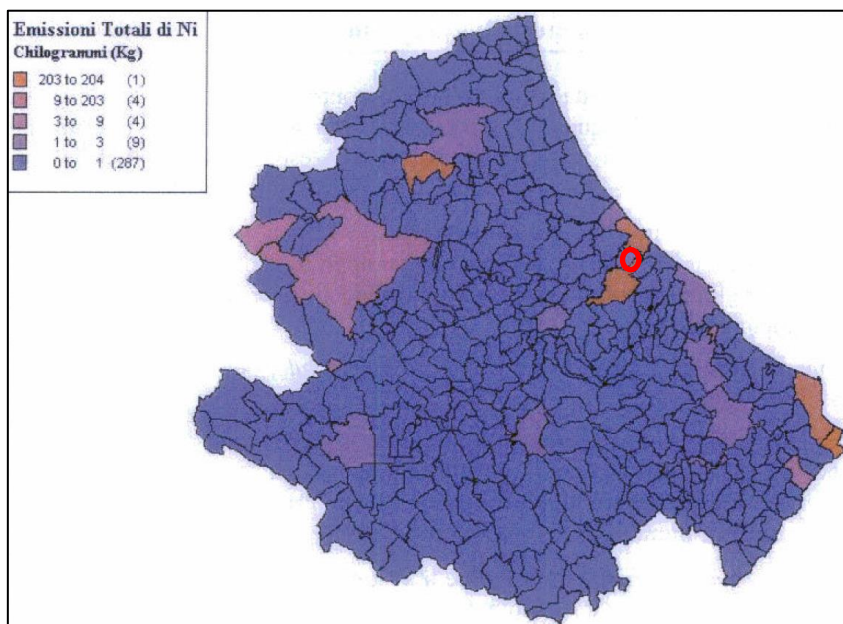 Emissioni Totali di Ni
Chilogrammi (Kg)
203 to 204 (1)
9 to 203 (4)
3 to 9 (4)
1 to 3 (9)
0 to 1 (287)